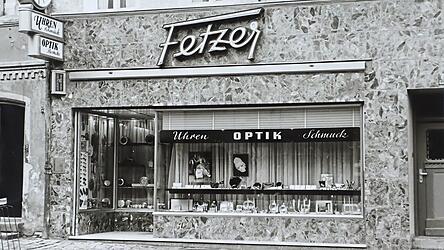 Fetzer
UHREN
OPTIK
Uhren OPTIK Schmuck